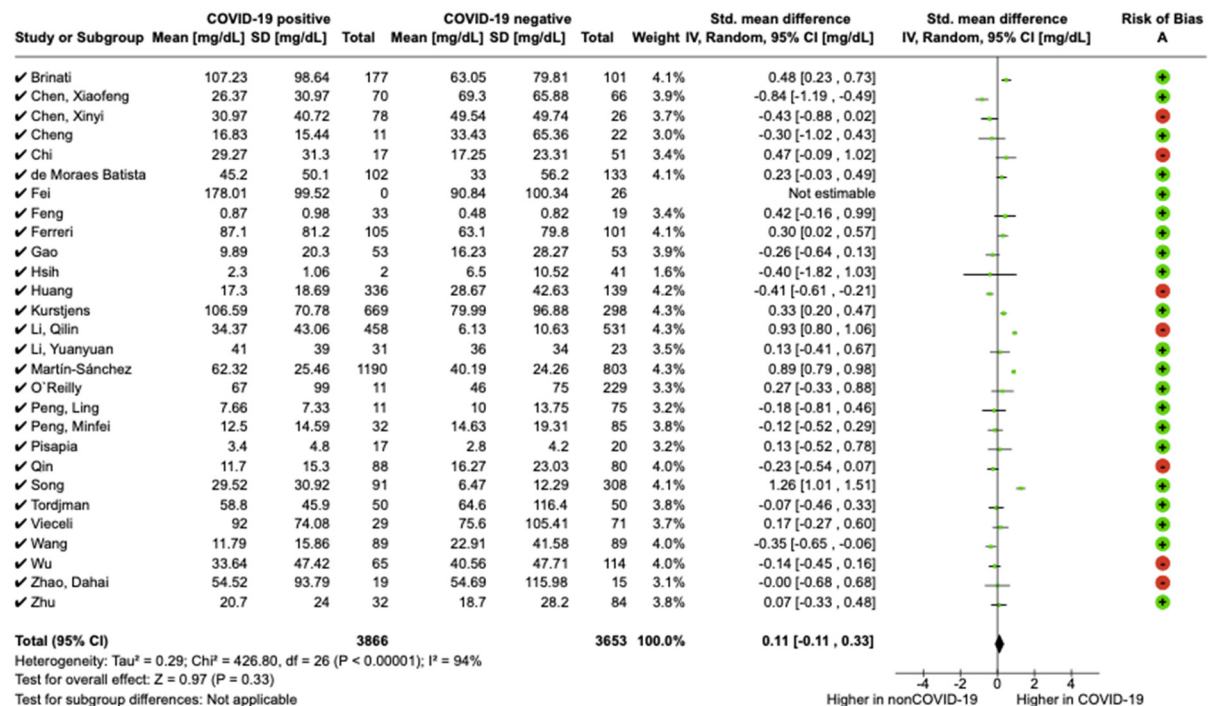 COVID-19 positive COVID-19 negative Std. mean difference Std. mean difference Risk of Bias
Study or Subgroup Mean [mg/dL] SD [mg/dL] Total Mean [mg/dL] SD [mg/dL] Total Weight IV, Random, 95% CI [mg/dL] IV, Random, 95% CI [mg/dL] A
✔ Brinati 107.23 98.64 177 63.05 79.81 101 4.1% 0.48 [0.23 , 0.73] +
✔ Chen, Xiaofeng 26.37 30.97 70 69.3 65.88 66 3.9% -0.84 [-1.19 , -0.49] +
✔ Chen, Xinyi 30.97 40.72 78 49.54 49.74 26 3.7% -0.43 [-0.88 , 0.02] -
✔ Cheng 16.83 15.44 11 33.43 65.36 22 3.0% -0.30 [-1.02 , 0.43] +
✔ Chi 29.27 31.3 17 17.25 23.31 51 3.4% 0.47 [-0.09 , 1.02] -
✔ de Moraes Batista 45.2 50.1 102 33 56.2 133 4.1% 0.23 [-0.03 , 0.49] +
✔ Fei 178.01 99.52 0 90.84 100.34 26 Not estimable +
✔ Feng 0.87 0.98 33 0.48 0.82 19 3.4% 0.42 [-0.16 , 0.99] +
✔ Ferreri 87.1 81.2 105 63.1 79.8 101 4.1% 0.30 [0.02 , 0.57] +
✔ Gao 9.89 20.3 53 16.23 28.27 53 3.9% -0.26 [-0.64 , 0.13] +
✔ Hsih 2.3 1.06 2 6.5 10.52 41 1.6% -0.40 [-1.82 , 1.03] +
✔ Huang 17.3 18.69 336 28.67 42.63 139 4.2% -0.41 [-0.61 , -0.21] -
✔ Kurstjens 106.59 70.78 669 79.99 96.88 298 4.3% 0.33 [0.20 , 0.47] +
✔ Li, Qilin 34.37 43.06 458 6.13 10.63 531 4.3% 0.93 [0.80 , 1.06] -
✔ Li, Yuanyuan 41 39 31 36 34 23 3.5% 0.13 [-0.41 , 0.67] +
✔ Martín-Sánchez 62.32 25.46 1190 40.19 24.26 803 4.3% 0.89 [0.79 , 0.98] +
✔ O`Reilly 67 99 11 46 75 229 3.3% 0.27 [-0.33 , 0.88] +
✔ Peng, Ling 7.66 7.33 11 10 13.75 75 3.2% -0.18 [-0.81 , 0.46] +
✔ Peng, Minfei 12.5 14.59 32 14.63 19.31 85 3.8% -0.12 [-0.52 , 0.29] +
✔ Pisapia 3.4 4.8 17 2.8 4.2 20 3.2% 0.13 [-0.52 , 0.78] +
✔ Qin 11.7 15.3 88 16.27 23.03 80 4.0% -0.23 [-0.54 , 0.07] -
✔ Song 29.52 30.92 91 6.47 12.29 308 4.1% 1.26 [1.01 , 1.51] +
✔ Tordjman 58.8 45.9 50 64.6 116.4 50 3.8% -0.07 [-0.46 , 0.33] +
✔ Vieceli 92 74.08 29 75.6 105.41 71 3.7% 0.17 [-0.27 , 0.60] +
✔ Wang 11.79 15.86 89 22.91 41.58 89 4.0% -0.35 [-0.65 , -0.06] +
✔ Wu 33.64 47.42 65 40.56 47.71 114 4.0% -0.14 [-0.45 , 0.16] -
✔ Zhao, Dahai 54.52 93.79 19 54.69 115.98 15 3.1% -0.00 [-0.68 , 0.68] -
✔ Zhu 20.7 24 32 18.7 28.2 84 3.8% 0.07 [-0.33 , 0.48] +
Total (95% CI) 3866 3653 100.0% 0.11 [-0.11 , 0.33]
Heterogeneity: Tau² = 0.29; Chi² = 426.80, df = 26 (P < 0.00001); I² = 94%
Test for overall effect: Z = 0.97 (P = 0.33)
Test for subgroup differences: Not applicable
-4 -2 0 2 4
Higher in nonCOVID-19 Higher in COVID-19